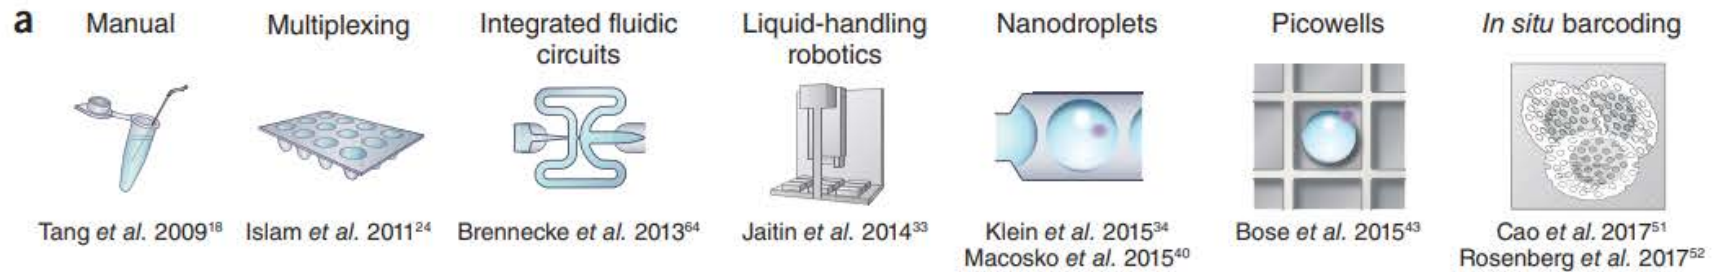 a
Manual
Multiplexing
Integrated fluidic
circuits
Liquid-handling
robotics
Nanodroplets
Picowells
In situ barcoding
Tang et al. 2009¹⁸
Islam et al. 2011²⁴
Brennecke et al. 2013⁶⁴
Jaitin et al. 2014³³
Klein et al. 2015³⁴
Macosko et al. 2015⁴⁰
Bose et al. 2015⁴³
Cao et al. 2017⁵¹
Rosenberg et al. 2017⁵²